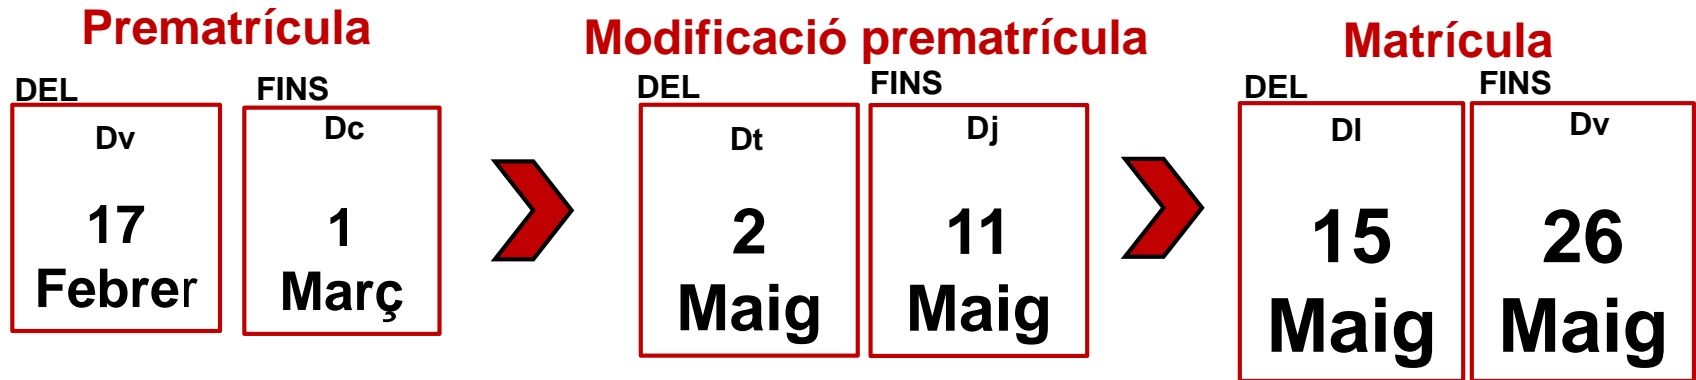 Prematrícula
DEL
FINS
Dv
17
Febrer
Dc
1
Març
Modificació prematrícula
DEL
FINS
Dt
2
Maig
Dj
11
Maig
Matrícula
DEL
FINS
Dl
15
Maig
Dv
26
Maig